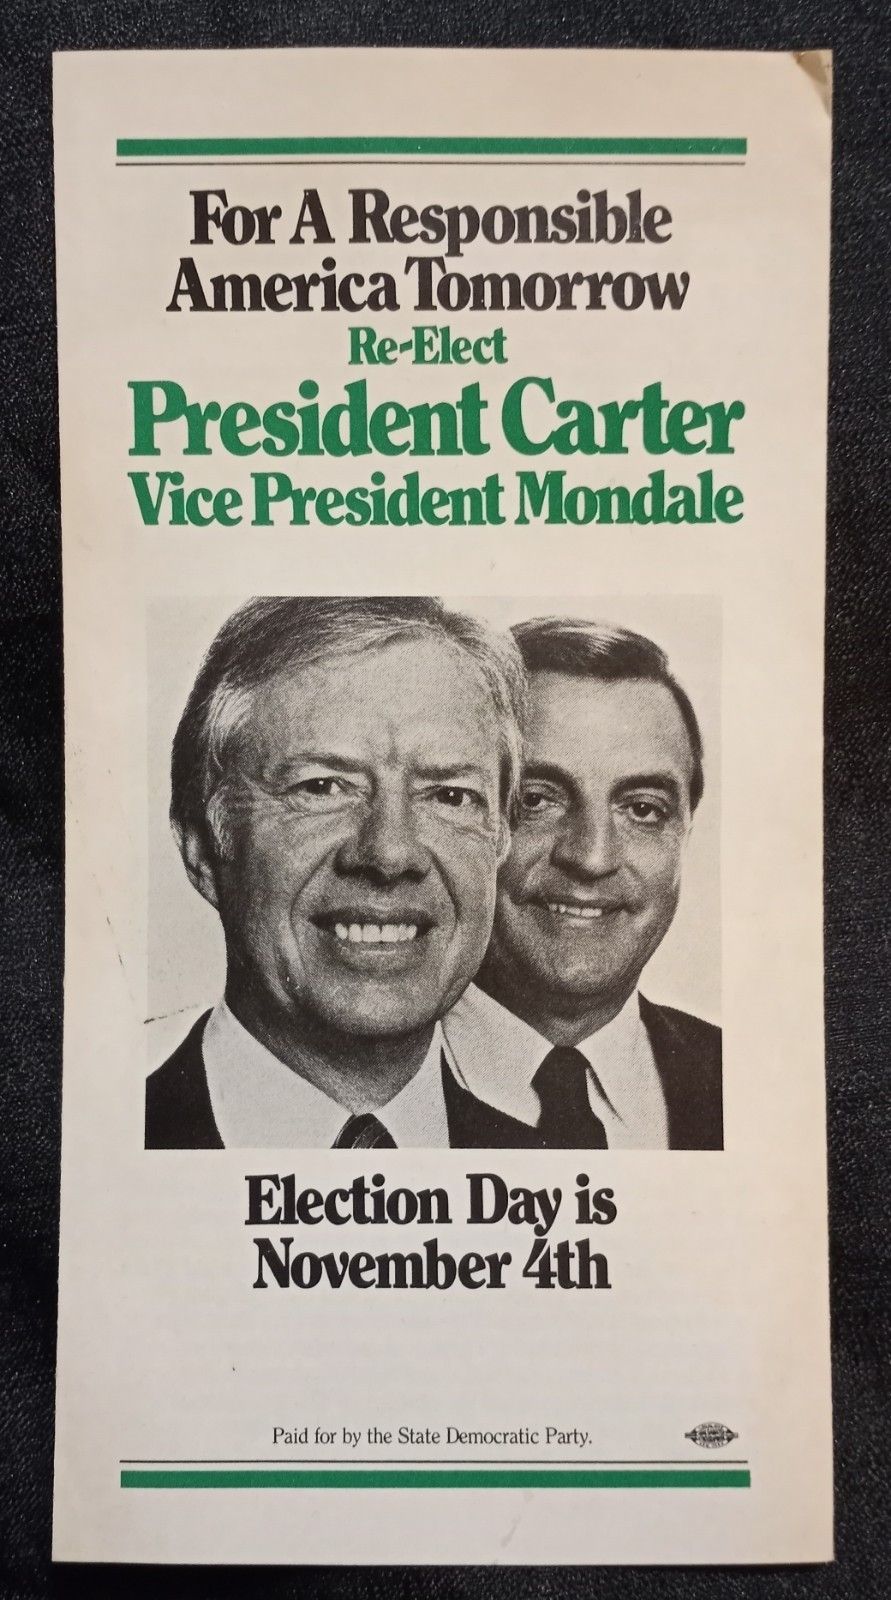 For A Responsible
America Tomorrow
Re-Elect
President Carter
Vice President Mondale
Election Day is
November 4th
Paid for by the State Democratic Party.